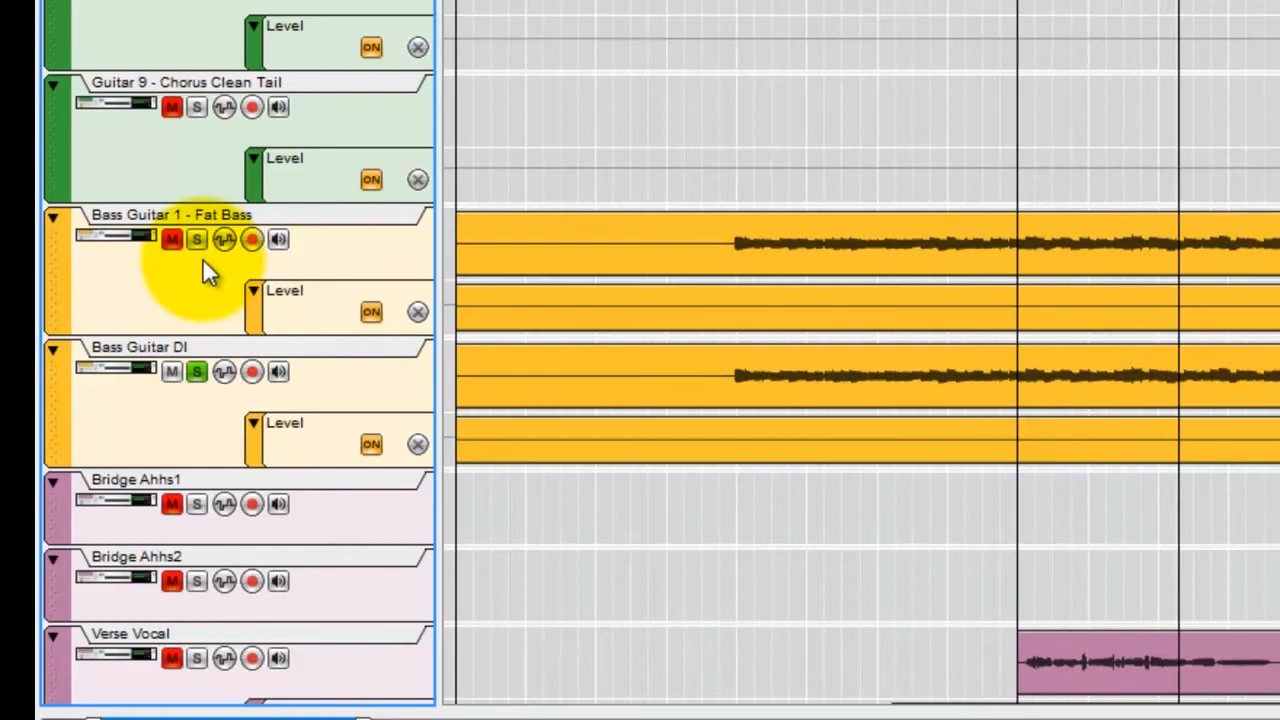 Level
ON
Guitar 9 - Chorus Clean Tail
M S
Level
ON
Bass Guitar 1 - Fat Bass
M S
Level
ON
Bass Guitar DI
M S
Level
ON
Bridge Ahhs1
M S
Bridge Ahhs2
M S
Verse Vocal
M S